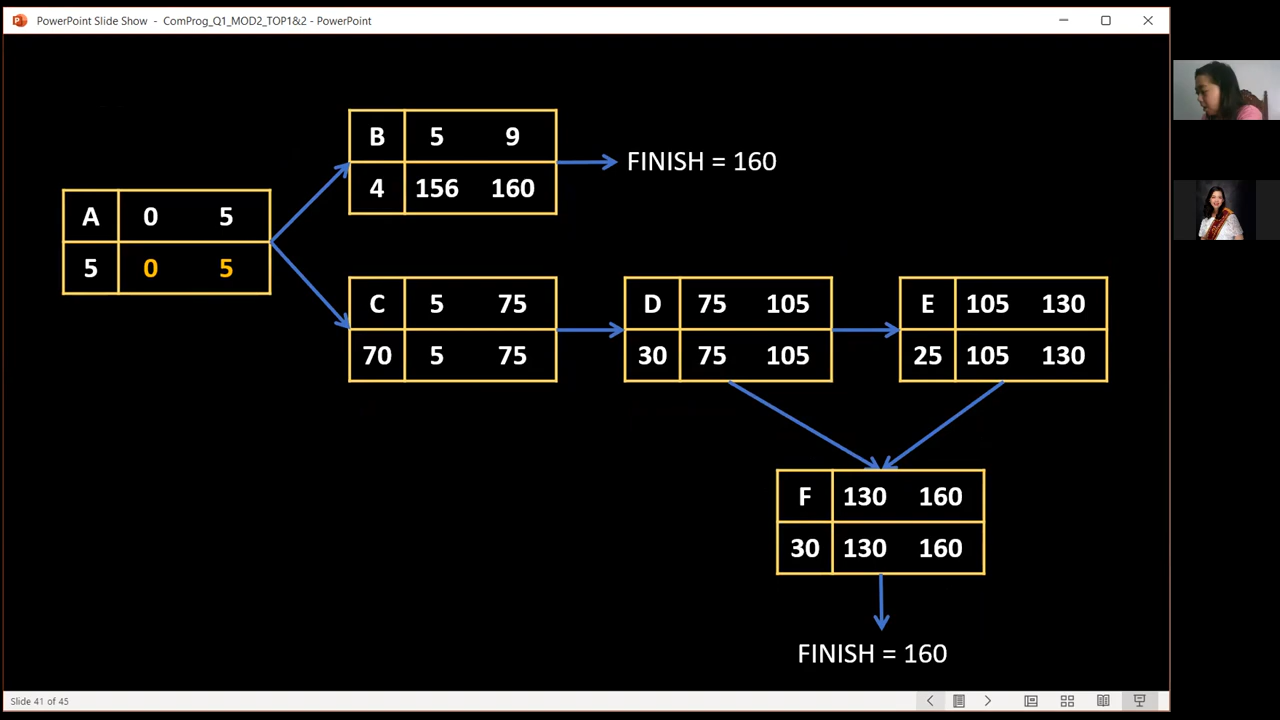 PowerPoint Slide Show - ComProg_Q1_MOD2_TOP1&2 - PowerPoint
B 5 9
4 156 160
FINISH = 160
A 0 5
5 0 5
C 5 75
70 5 75
D 75 105
30 75 105
E 105 130
25 105 130
F 130 160
30 130 160
FINISH = 160
Slide 41 of 45